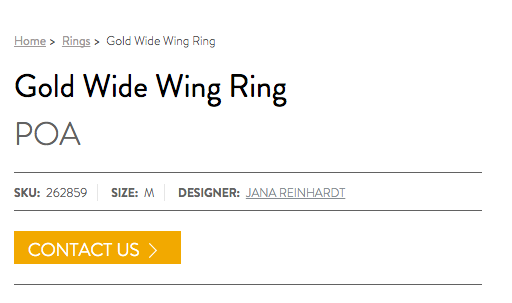 Home > Rings > Gold Wide Wing Ring
Gold Wide Wing Ring
POA
SKU: 262859 SIZE: M DESIGNER: JANA REINHARDT
CONTACT US >